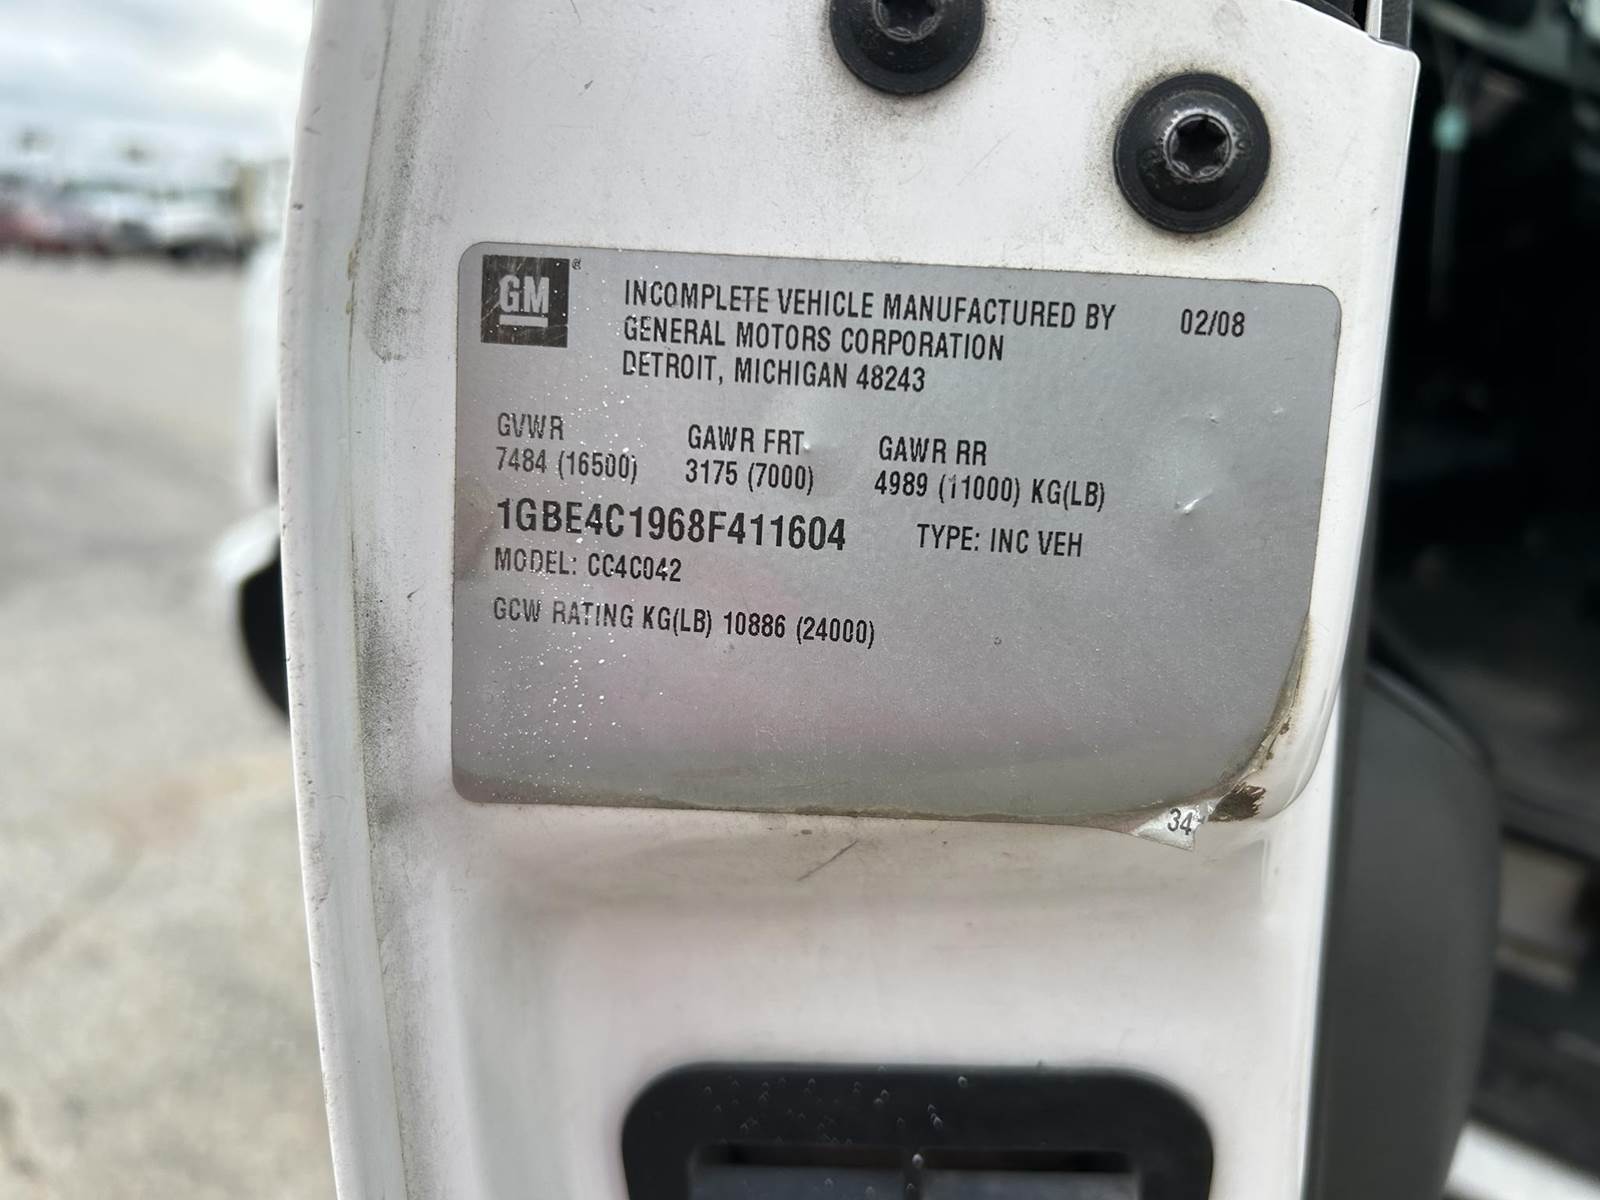 GM®
INCOMPLETE VEHICLE MANUFACTURED BY 02/08
GENERAL MOTORS CORPORATION
DETROIT, MICHIGAN 48243
GVWR GAWR FRT. GAWR RR
7484 (16500) 3175 (7000) 4989 (11000) KG(LB)
1GBE4C1968F411604 TYPE: INC VEH
MODEL: CC4C042
GCW RATING KG(LB) 10886 (24000)
34